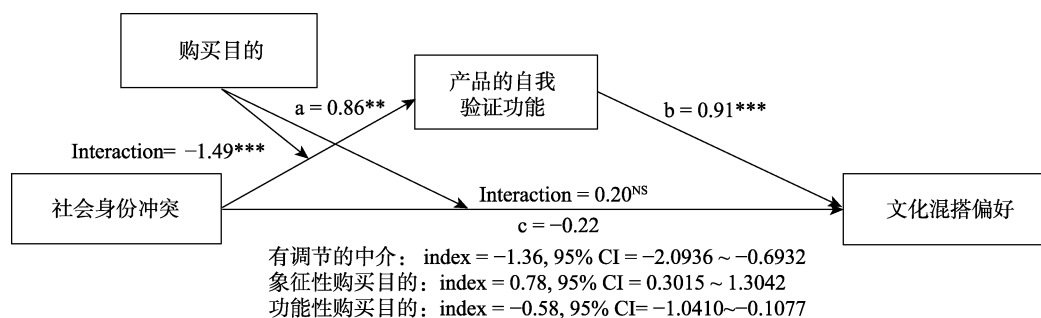 购买目的
产品的自我
验证功能
a = 0.86**
b = 0.91***
Interaction= −1.49***
社会身份冲突
Interaction = 0.20NS
文化混搭偏好
c = −0.22
有调节的中介： index = −1.36, 95% CI = −2.0936 ~ −0.6932
象征性购买目的：index = 0.78, 95% CI = 0.3015 ~ 1.3042
功能性购买目的：index = −0.58, 95% CI= −1.0410~−0.1077